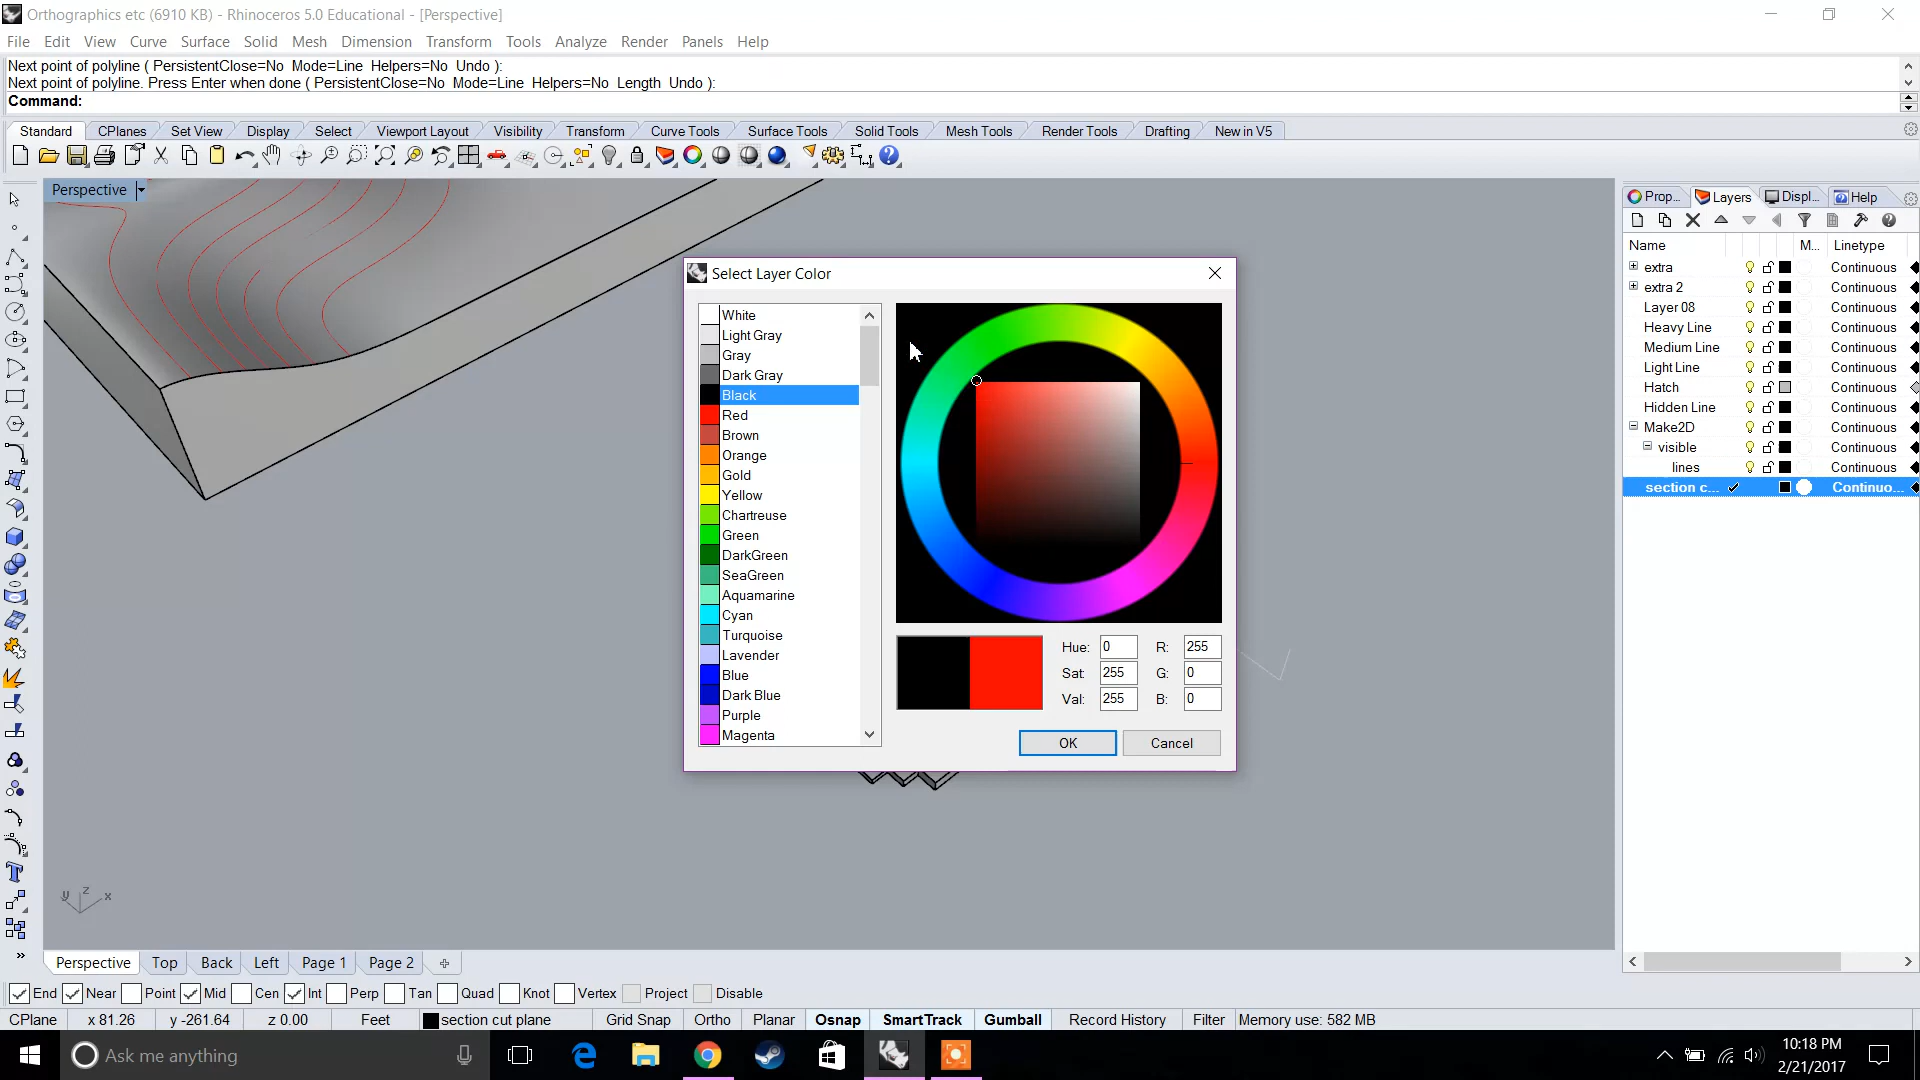 Orthographics etc (6910 KB) - Rhinoceros 5.0 Educational - [Perspective]
File Edit View Curve Surface Solid Mesh Dimension Transform Tools Analyze Render Panels Help
Next point of polyline ( PersistentClose=No Mode=Line Helpers=No Undo ):
Next point of polyline. Press Enter when done ( PersistentClose=No Mode=Line Helpers=No Length Undo ):
Command:
Standard CPlanes Set View Display Select Viewport Layout Visibility Transform Curve Tools Surface Tools Solid Tools Mesh Tools Render Tools Drafting New in V5
Perspective
Prop... Layers Displ... Help
Name M... Linetype
extra Continuous
extra 2 Continuous
Layer 08 Continuous
Heavy Line Continuous
Medium Line Continuous
Light Line Continuous
Hatch Continuous
Hidden Line Continuous
Make2D Continuous
visible Continuous
lines Continuous
section c... Continuo...
Select Layer Color
White
Light Gray
Gray
Dark Gray
Black
Red
Brown
Orange
Gold
Yellow
Chartreuse
Green
DarkGreen
SeaGreen
Aquamarine
Cyan
Turquoise
Lavender
Blue
Dark Blue
Purple
Magenta
Hue: 0 R: 255
Sat: 255 G: 0
Val: 255 B: 0
OK Cancel
y z x
Perspective Top Back Left Page 1 Page 2
End Near Point Mid Cen Int Perp Tan Quad Knot Vertex Project Disable
CPlane x 81.26 y -261.64 z 0.00 Feet section cut plane Grid Snap Ortho Planar Osnap SmartTrack Gumball Record History Filter Memory use: 582 MB
Ask me anything
10:18 PM
2/21/2017